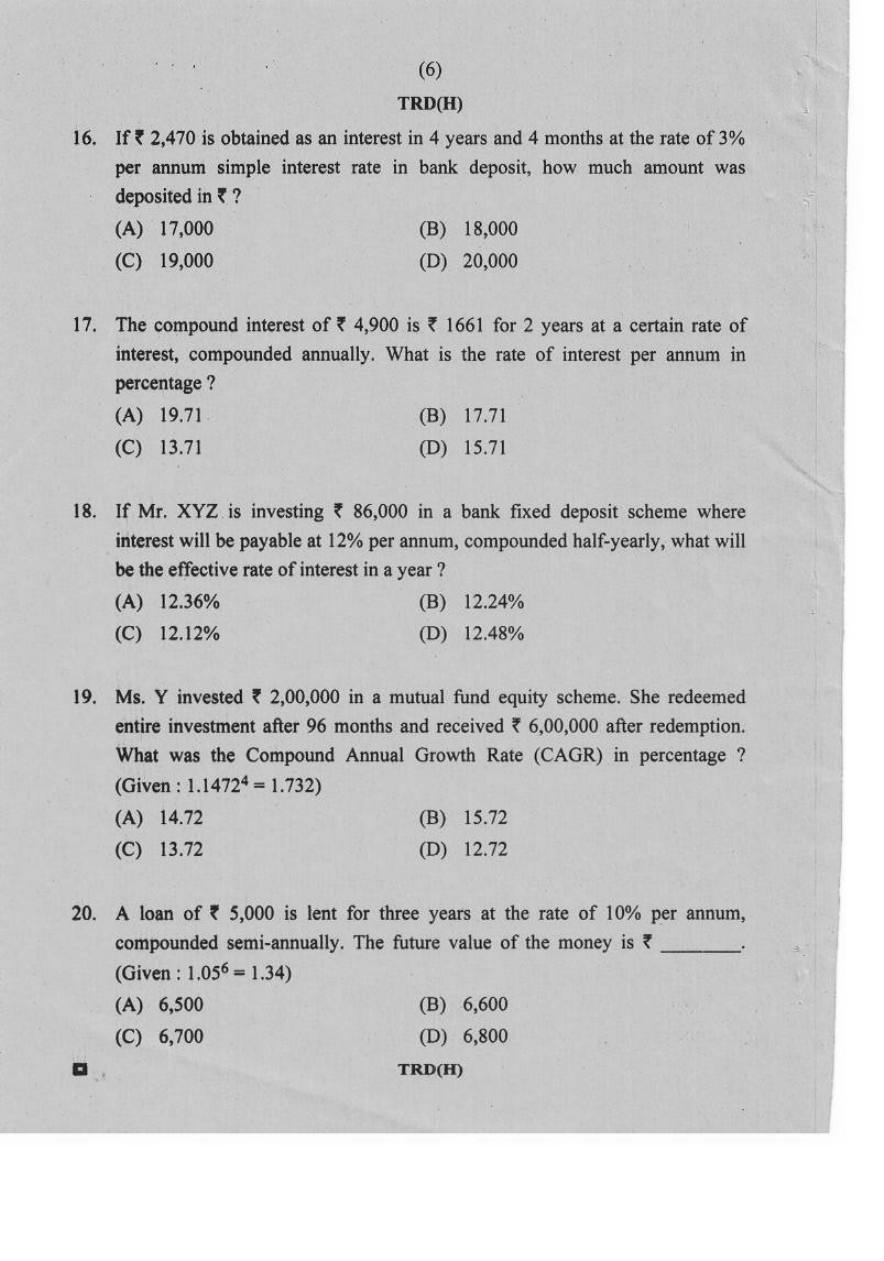 (6)
TRD(H)
16. If ₹ 2,470 is obtained as an interest in 4 years and 4 months at the rate of 3%
per annum simple interest rate in bank deposit, how much amount was
deposited in ₹ ?
(A) 17,000 (B) 18,000
(C) 19,000 (D) 20,000
17. The compound interest of ₹ 4,900 is ₹ 1661 for 2 years at a certain rate of
interest, compounded annually. What is the rate of interest per annum in
percentage ?
(A) 19.71 (B) 17.71
(C) 13.71 (D) 15.71
18. If Mr. XYZ is investing ₹ 86,000 in a bank fixed deposit scheme where
interest will be payable at 12% per annum, compounded half-yearly, what will
be the effective rate of interest in a year ?
(A) 12.36% (B) 12.24%
(C) 12.12% (D) 12.48%
19. Ms. Y invested ₹ 2,00,000 in a mutual fund equity scheme. She redeemed
entire investment after 96 months and received ₹ 6,00,000 after redemption.
What was the Compound Annual Growth Rate (CAGR) in percentage ?
(Given : 1.1472⁴ = 1.732)
(A) 14.72 (B) 15.72
(C) 13.72 (D) 12.72
20. A loan of ₹ 5,000 is lent for three years at the rate of 10% per annum,
compounded semi-annually. The future value of the money is ₹ ________.
(Given : 1.05⁶ = 1.34)
(A) 6,500 (B) 6,600
(C) 6,700 (D) 6,800
TRD(H)